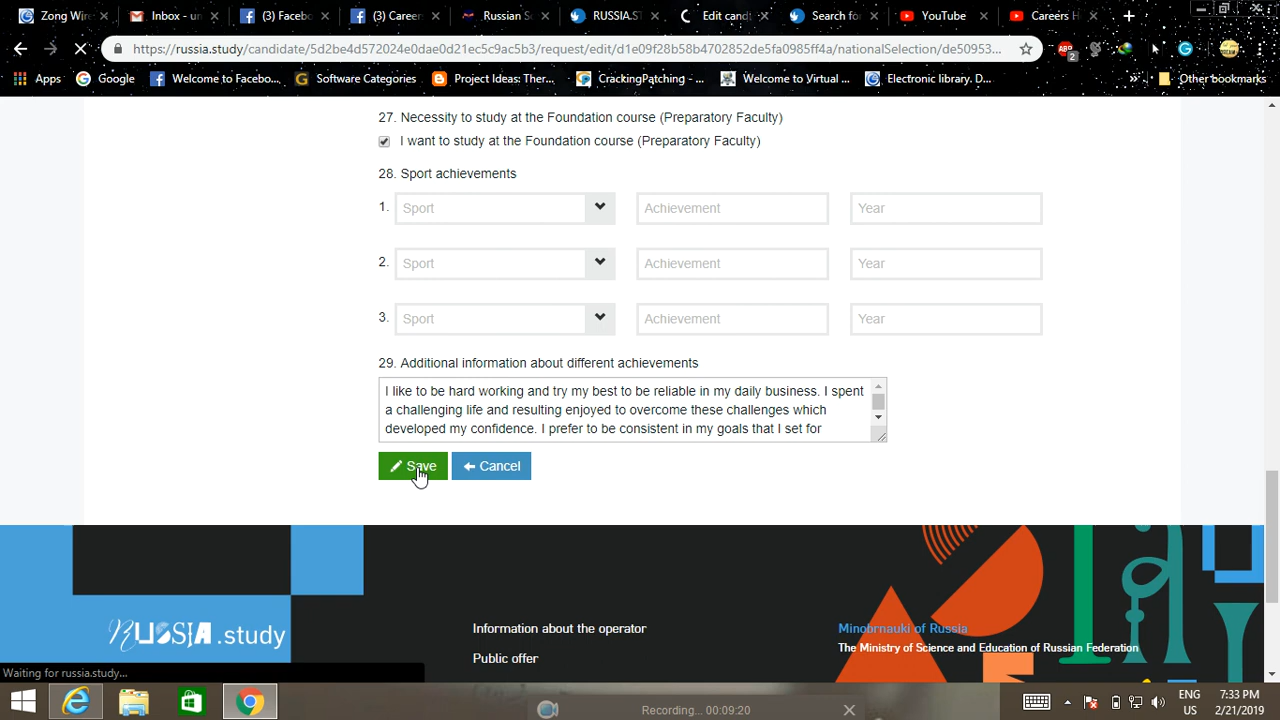 Zong Wire
Inbox - un
(3) Facebo
(3) Career
Russian Sc
RUSSIA.ST
Edit candi
Search for
YouTube
Careers H
https://russia.study/candidate/5d2be4d572024e0dae0d21ec5c9ac5b3/request/edit/d1e09f28b58b4702852de5fa0985ff4a/nationalSelection/de50953...
ABP
2
Apps
Google
Welcome to Facebo...
Software Categories
Project Ideas: Ther...
CrackingPatching - ...
Welcome to Virtual ...
Electronic library. D...
»
Other bookmarks
27. Necessity to study at the Foundation course (Preparatory Faculty)
I want to study at the Foundation course (Preparatory Faculty)
28. Sport achievements
1. Sport Achievement Year
2. Sport Achievement Year
3. Sport Achievement Year
29. Additional information about different achievements
I like to be hard working and try my best to be reliable in my daily business. I spent
a challenging life and resulting enjoyed to overcome these challenges which
developed my confidence. I prefer to be consistent in my goals that I set for
Save
Cancel
RUSSIA.study
Information about the operator
Public offer
Minobrnauki of Russia
The Ministry of Science and Education of Russian Federation
Waiting for russia.study...
Recording... 00:09:20
ENG
US
7:33 PM
2/21/2019